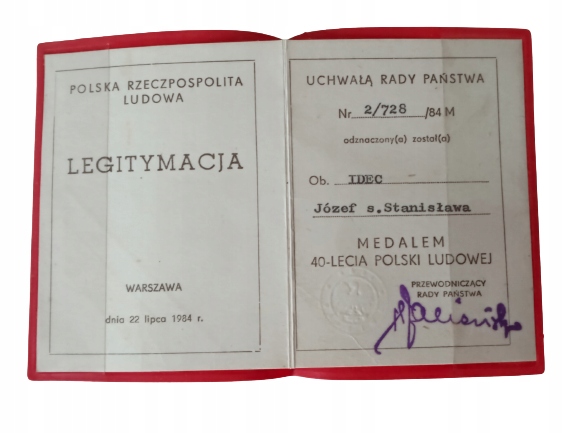 POLSKA RZECZPOSPOLITA
LUDOWA
LEGITYMACJA
WARSZAWA
dnia 22 lipca 1984 r.
UCHWAŁĄ RADY PAŃSTWA
Nr 2/728 /84 M
odznaczony(a) został(a)
Ob. IDEC
Józef s.Stanisława
MEDALEM
40-LECIA POLSKI LUDOWEJ
PRZEWODNICZĄCY
RADY PAŃSTWA